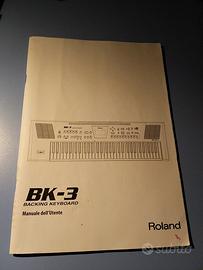 BK-3
BACKING KEYBOARD
Manuale dell'Utente
Roland
subito